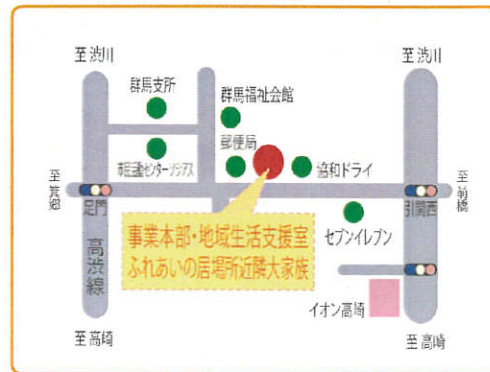 至渋川
至渋川
群馬支所
群馬福祉会館
郵便局
協和ドライ
至箕郷
足門
引間西
至前橋
事業本部・地域生活支援室
ふれあいの居場所近隣大家族
セブンイレブン
高渋線
イオン高崎
至高崎
至高崎